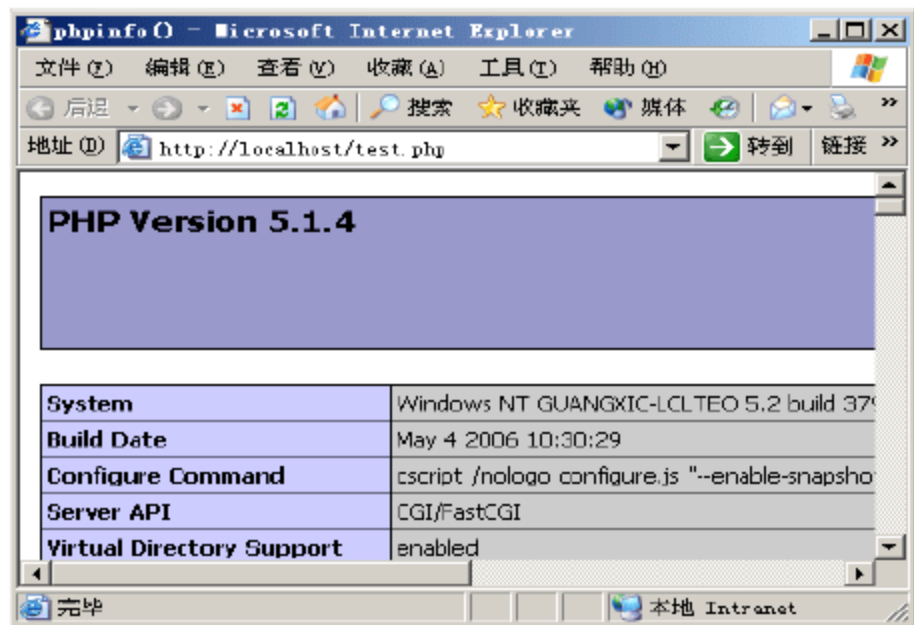 phpinfo() - Microsoft Internet Explorer
文件(F) 编辑(E) 查看(V) 收藏(A) 工具(T) 帮助(H)
后退 搜索 收藏夹 媒体 »
地址(D) http://localhost/test.php 转到 链接 »
PHP Version 5.1.4
System Windows NT GUANGXIC-LCLTEO 5.2 build 379
Build Date May 4 2006 10:30:29
Configure Command cscript /nologo configure.js "--enable-snapsho
Server API CGI/FastCGI
Virtual Directory Support enabled
完毕 本地 Intranet